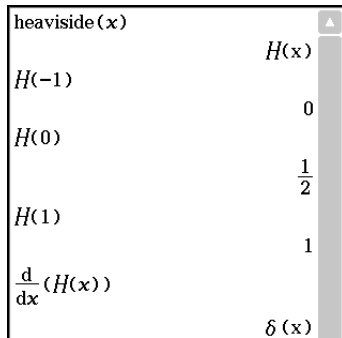 heaviside(x)
H(x)
H(-1)
0
H(0)
1/2
H(1)
1
d/dx(H(x))
δ(x)